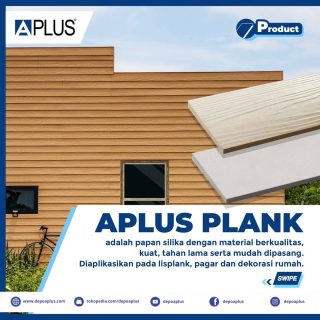 APLUS®
7 Product
APLUS PLANK
adalah papan silika dengan material berkualitas,
kuat, tahan lama serta mudah dipasang.
Diaplikasikan pada lisplank, pagar dan dekorasi rumah.
SWIPE
www.depoaplus.com
tokopedia.com/depoaplus
depoaplus
depoaplus
depoaplus